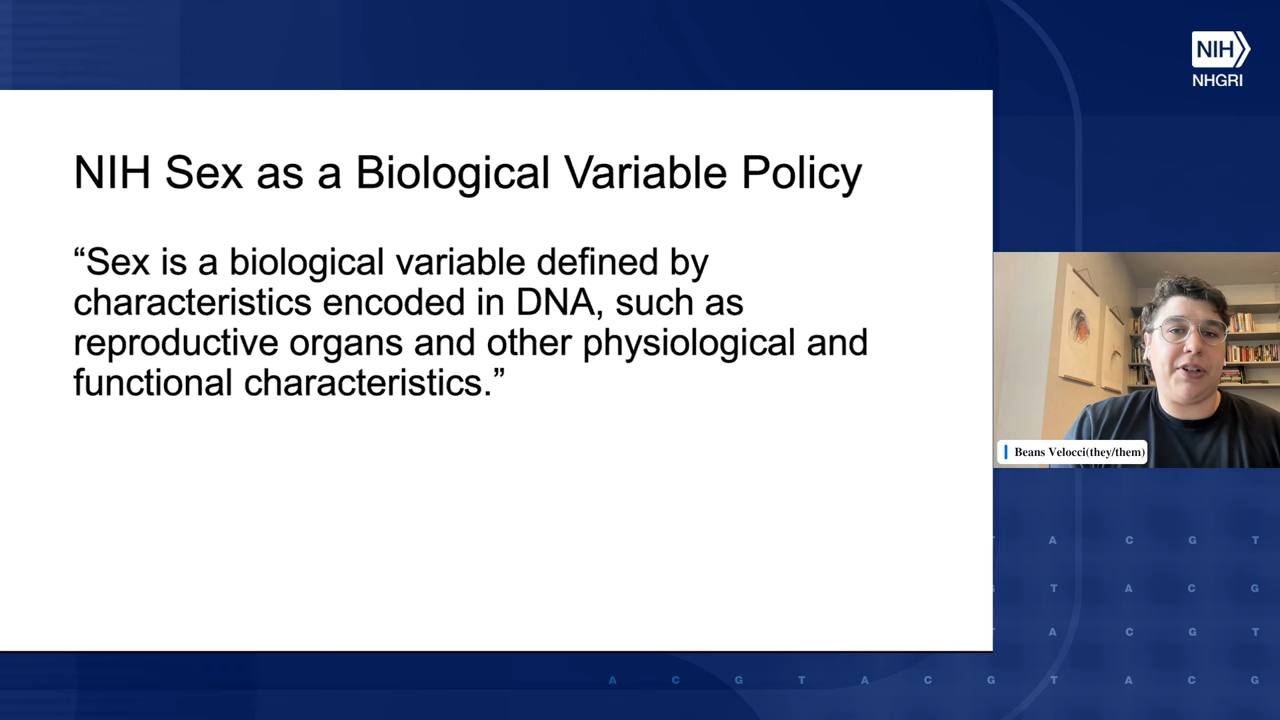 NIH
NHGRI
NIH Sex as a Biological Variable Policy
“Sex is a biological variable defined by
characteristics encoded in DNA, such as
reproductive organs and other physiological and
functional characteristics.”
Beans Velocci(they/them)
T A C G T
G T A C G
T A C G T
A C G T A C G T A C G